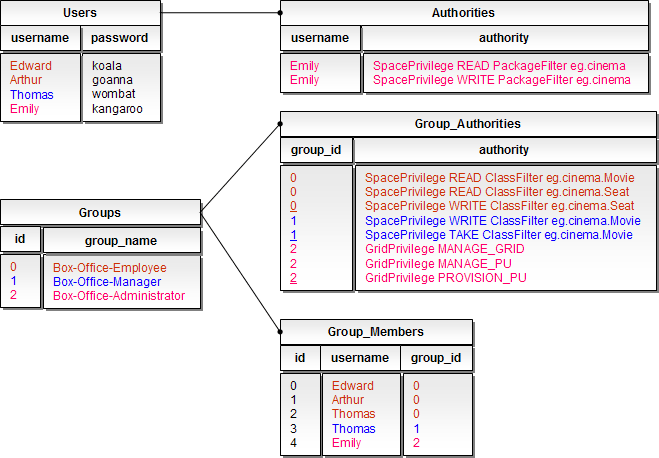 Users
username password
Edward koala
Arthur goanna
Thomas wombat
Emily kangaroo
Authorities
username authority
Emily SpacePrivilege READ PackageFilter eg.cinema
Emily SpacePrivilege WRITE PackageFilter eg.cinema
Group_Authorities
group_id authority
0 SpacePrivilege READ ClassFilter eg.cinema.Movie
0 SpacePrivilege READ ClassFilter eg.cinema.Seat
0 SpacePrivilege WRITE ClassFilter eg.cinema.Seat
1 SpacePrivilege WRITE ClassFilter eg.cinema.Movie
1 SpacePrivilege TAKE ClassFilter eg.cinema.Movie
2 GridPrivilege MANAGE_GRID
2 GridPrivilege MANAGE_PU
2 GridPrivilege PROVISION_PU
Groups
id group_name
0 Box-Office-Employee
1 Box-Office-Manager
2 Box-Office-Administrator
Group_Members
id username group_id
0 Edward 0
1 Arthur 0
2 Thomas 0
3 Thomas 1
4 Emily 2